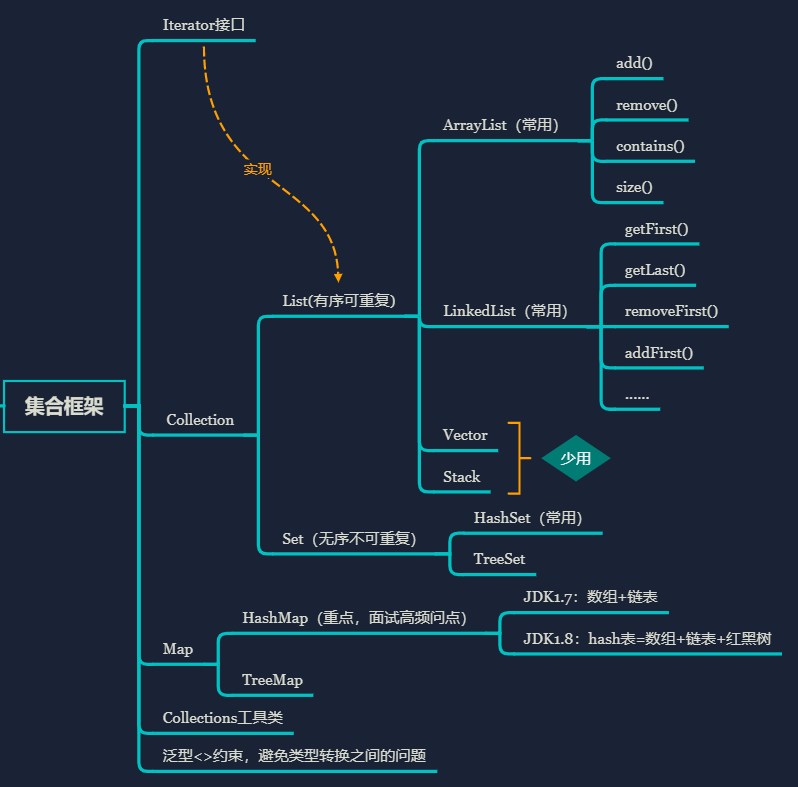 集合框架
Iterator接口
实现
Collection
List(有序可重复)
ArrayList（常用）
add()
remove()
contains()
size()
LinkedList（常用）
getFirst()
getLast()
removeFirst()
addFirst()
......
Vector
Stack
少用
Set（无序不可重复）
HashSet（常用）
TreeSet
Map
HashMap（重点，面试高频问点）
JDK1.7：数组+链表
JDK1.8：hash表=数组+链表+红黑树
TreeMap
Collections工具类
泛型<>约束，避免类型转换之间的问题